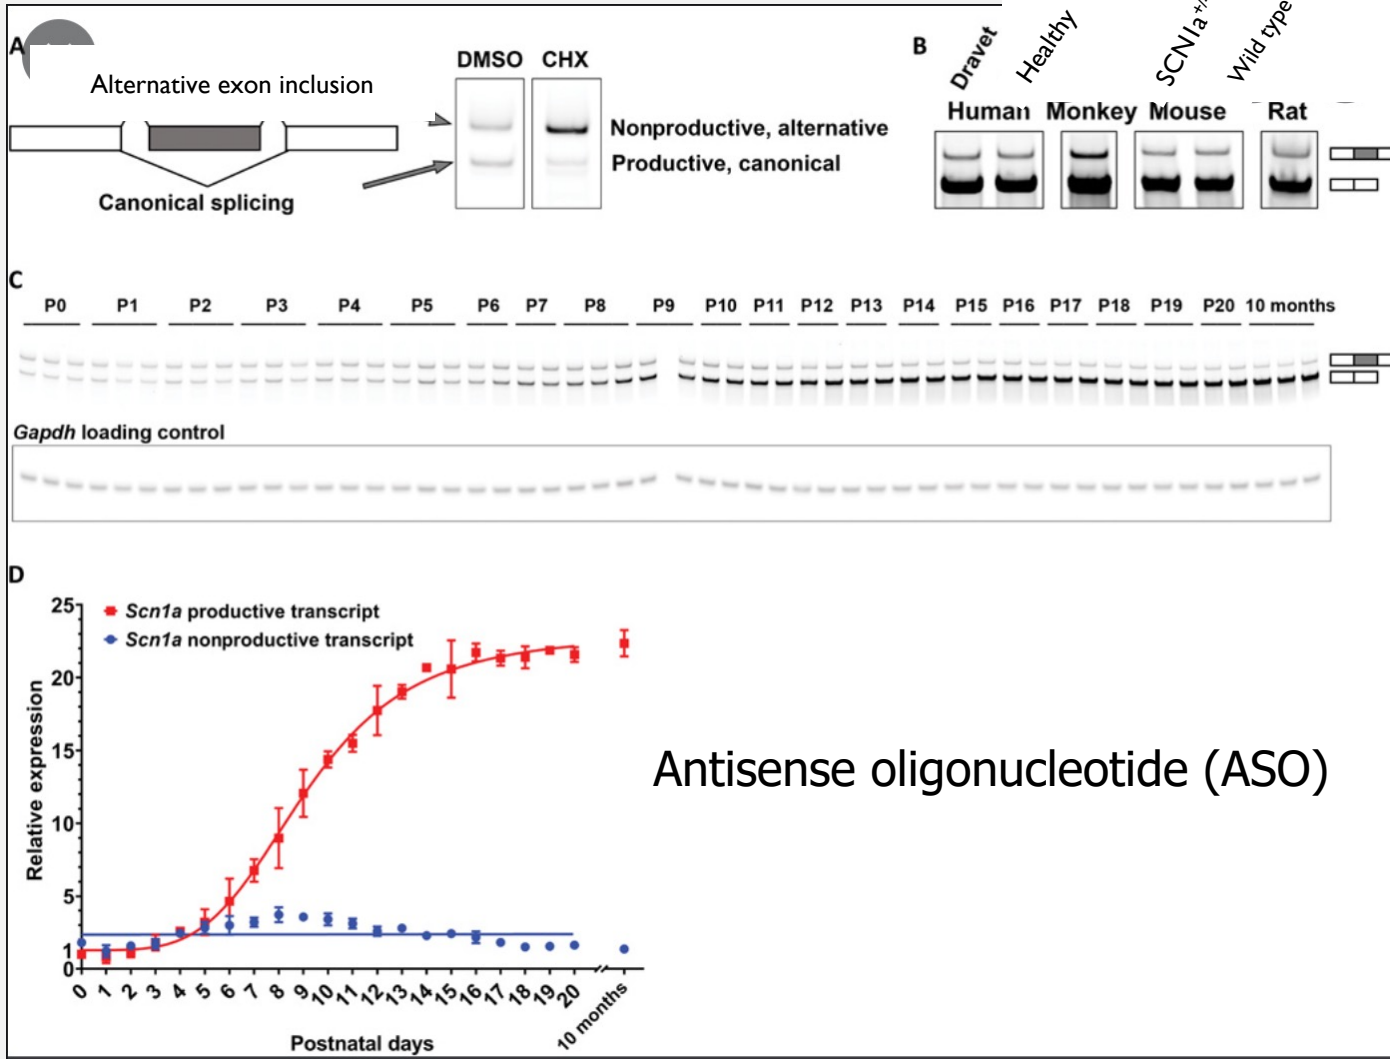 A
Alternative exon inclusion
Canonical splicing
DMSO CHX
Nonproductive, alternative
Productive, canonical
B
Dravet
Healthy
SCN1a
Wild type
Human Monkey Mouse Rat
C
P0 P1 P2 P3 P4 P5 P6 P7 P8 P9 P10 P11 P12 P13 P14 P15 P16 P17 P18 P19 P20 10 months
Gapdh loading control
D
Scn1a productive transcript
Scn1a nonproductive transcript
Relative expression
25
20
15
10
5
1
0
0 1 2 3 4 5 6 7 8 9 10 11 12 13 14 15 16 17 18 19 20 10 months
Postnatal days
Antisense oligonucleotide (ASO)